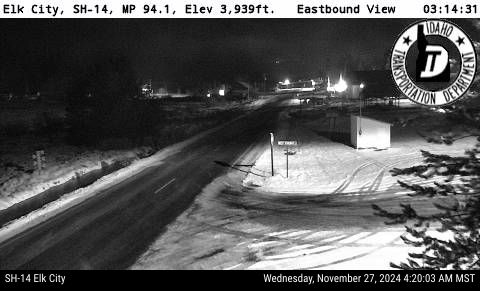 Elk City, SH-14, MP 94.1, Elev 3,939ft. Eastbound View 03:14:31
IDAHO
TRANSPORTATION DEPARTMENT
SH-14 Elk City Wednesday, November 27, 2024 4:20:03 AM MST